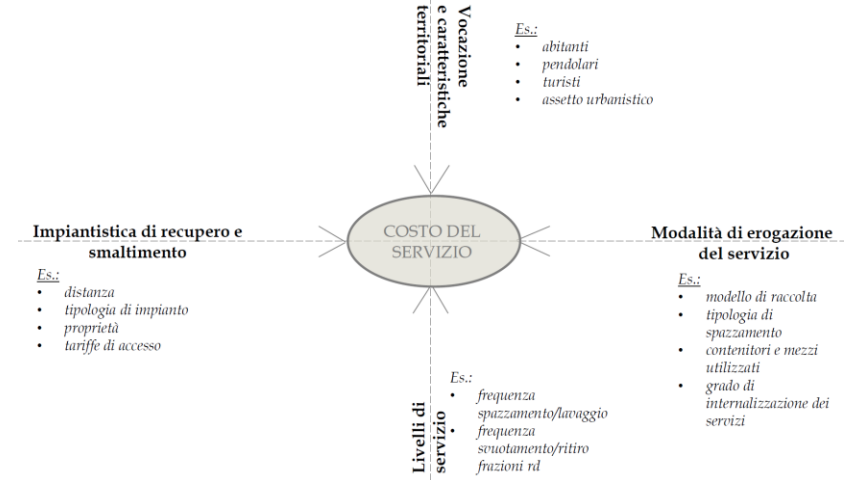 Vocazione
e caratteristiche
territoriali
Es.:
• abitanti
• pendolari
• turisti
• assetto urbanistico
COSTO DEL
SERVIZIO
Impiantistica di recupero e
smaltimento
Es.:
• distanza
• tipologia di impianto
• proprietà
• tariffe di accesso
Modalità di erogazione
del servizio
Es.:
• modello di raccolta
• tipologia di
spazzamento
• contenitori e mezzi
utilizzati
• grado di
internalizzazione dei
servizi
Livelli di
servizio
Es.:
• frequenza
spazzamento/lavaggio
• frequenza
svuotamento/ritiro
frazioni rd